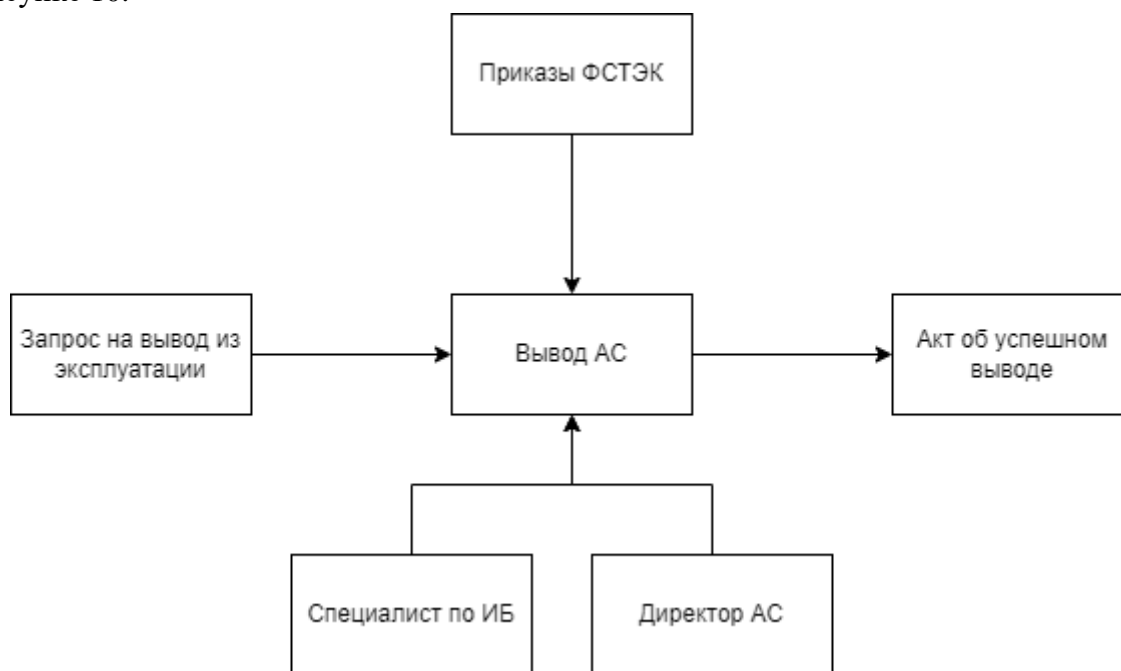 Приказы ФСТЭК
Запрос на вывод из
эксплуатации
Вывод АС
Акт об успешном
выводе
Специалист по ИБ
Директор АС